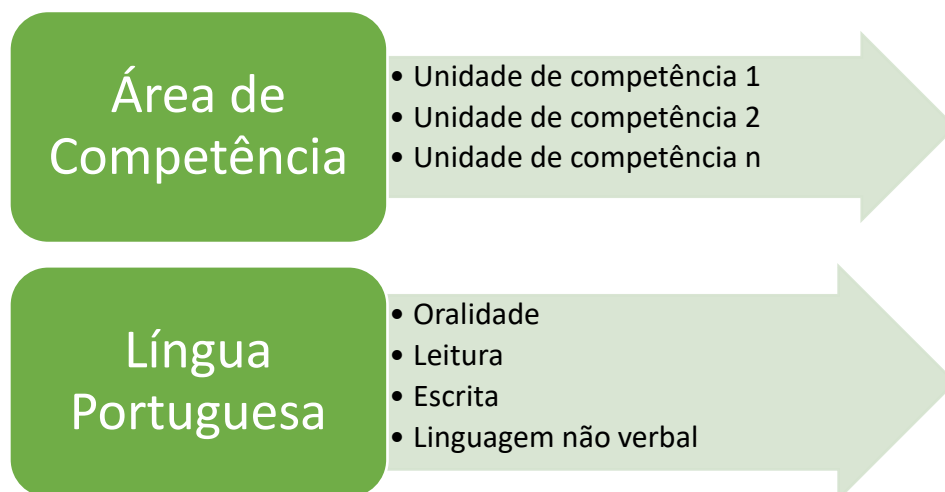 Área de
Competência
• Unidade de competência 1
• Unidade de competência 2
• Unidade de competência n
Língua
Portuguesa
• Oralidade
• Leitura
• Escrita
• Linguagem não verbal